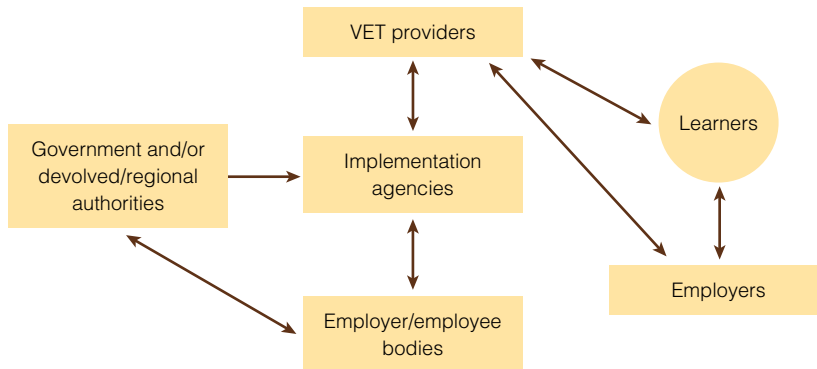 VET providers
Learners
Government and/or
devolved/regional
authorities
Implementation
agencies
Employers
Employer/employee
bodies